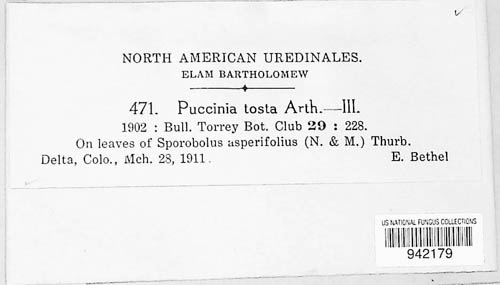 NORTH AMERICAN UREDINALES.
ELAM BARTHOLOMEW
471. Puccinia tosta Arth.—III.
1902 : Bull. Torrey Bot. Club 29 : 228.
On leaves of Sporobolus asperifolius (N. & M.) Thurb.
Delta, Colo., Mch. 28, 1911. E. Bethel
US NATIONAL FUNGUS COLLECTIONS
942179